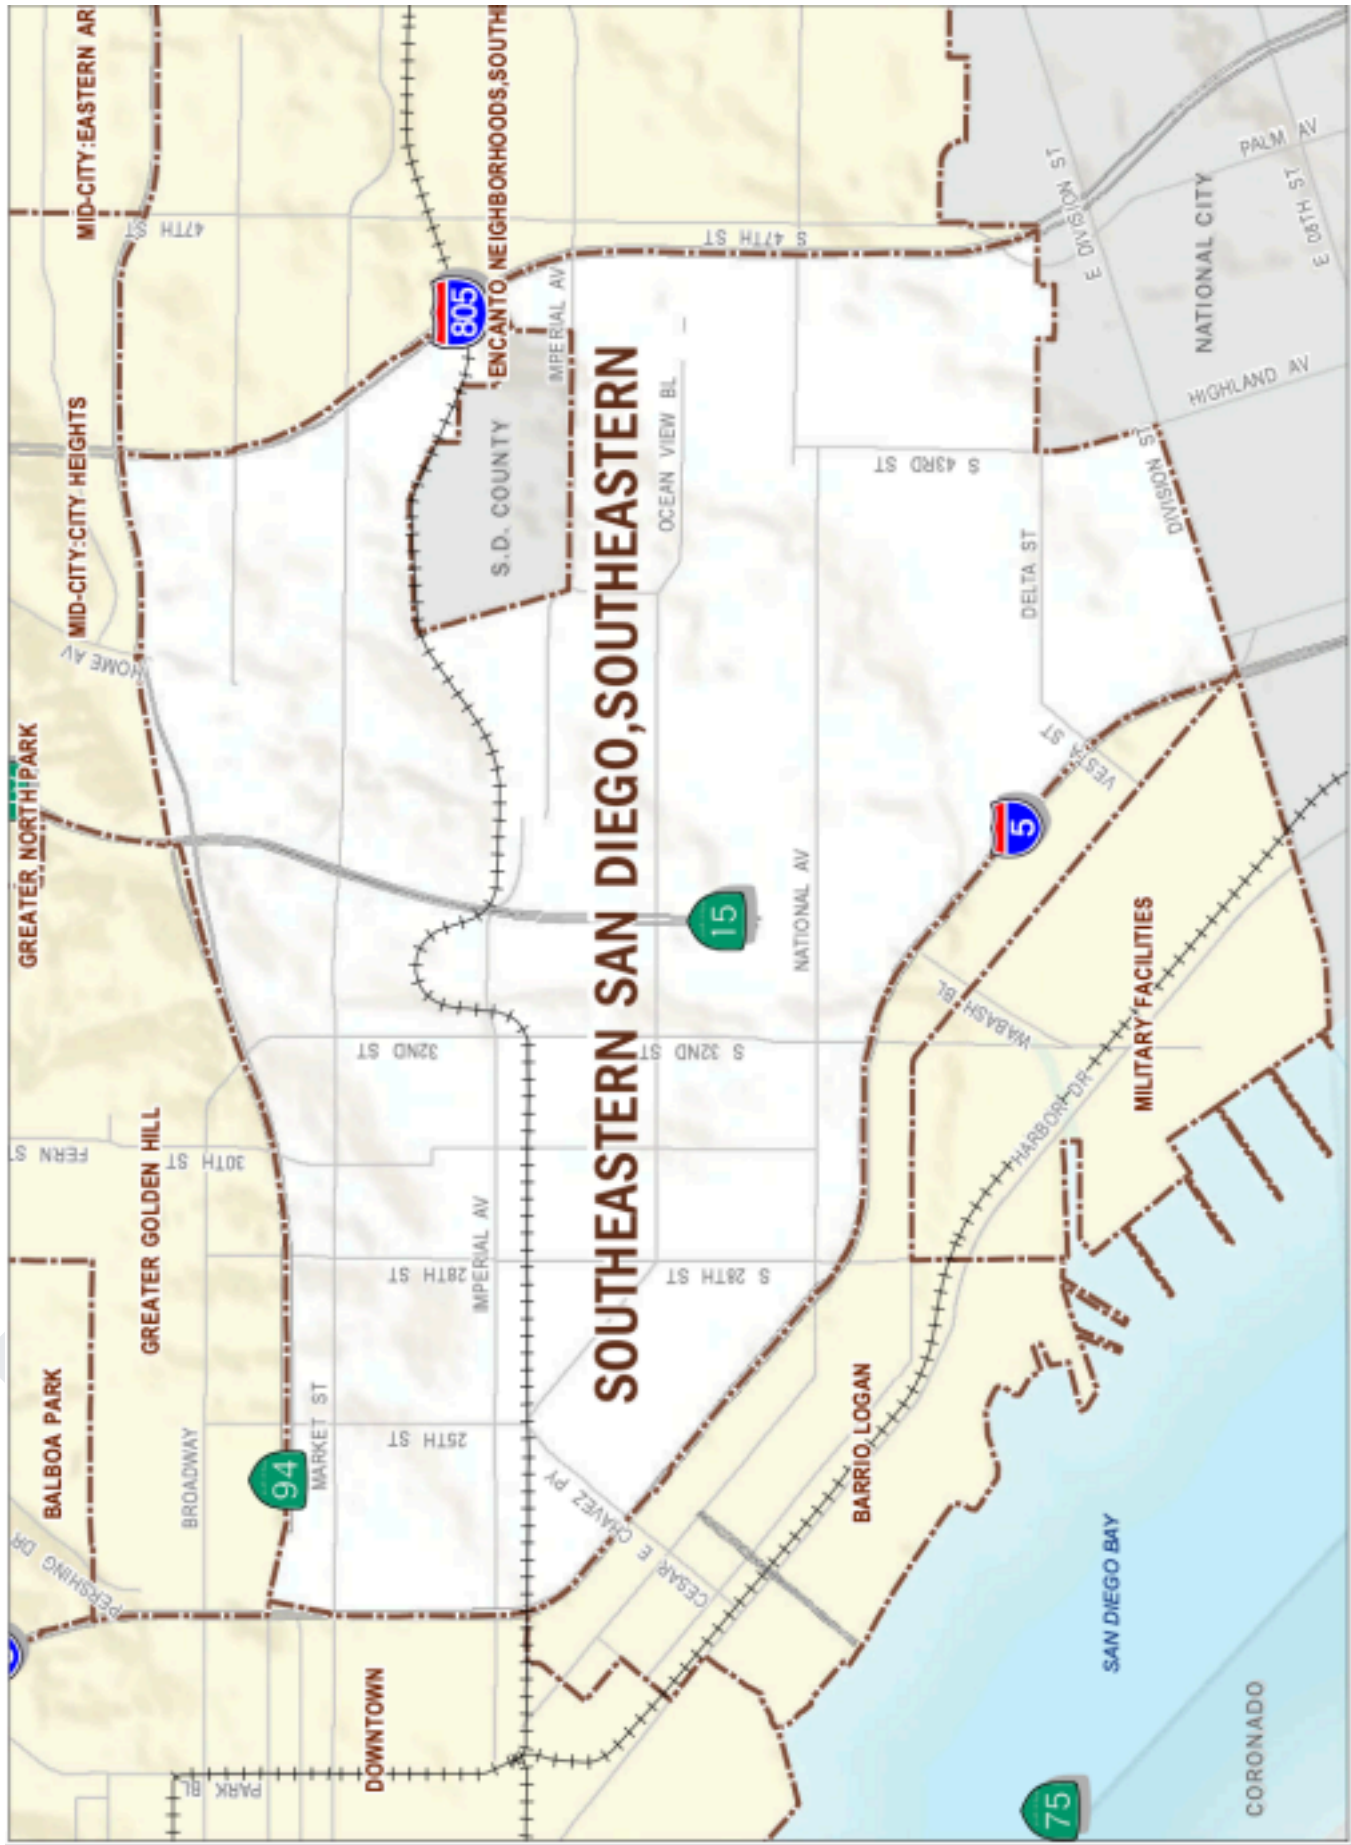 GREATER NORTH PARK
MID-CITY:CITY HEIGHTS
MID-CITY:EASTERN AR
BALBOA PARK
PERSHING DR
FERN ST
HOME AV
GREATER GOLDEN HILL
30TH ST
47TH ST
BROADWAY
PARK BL
94
MARKET ST
DOWNTOWN
25TH ST
28TH ST
32ND ST
IMPERIAL AV
805
S.D. COUNTY
ENCANTO NEIGHBORHOODS,SOUTH
IMPERIAL AV
CESAR E CHAVEZ PY
SOUTHEASTERN SAN DIEGO,SOUTHEASTERN
OCEAN VIEW BL
S 28TH ST
S 32ND ST
15
S 47TH ST
NATIONAL AV
S 43RD ST
BARRIO LOGAN
WABASH BL
5
DELTA ST
VESTA ST
HARBOR DR
E DIVISION ST
MILITARY FACILITIES
DIVISION ST
SAN DIEGO BAY
75
NATIONAL CITY
HIGHLAND AV
PALM AV
E 08TH ST
CORONADO